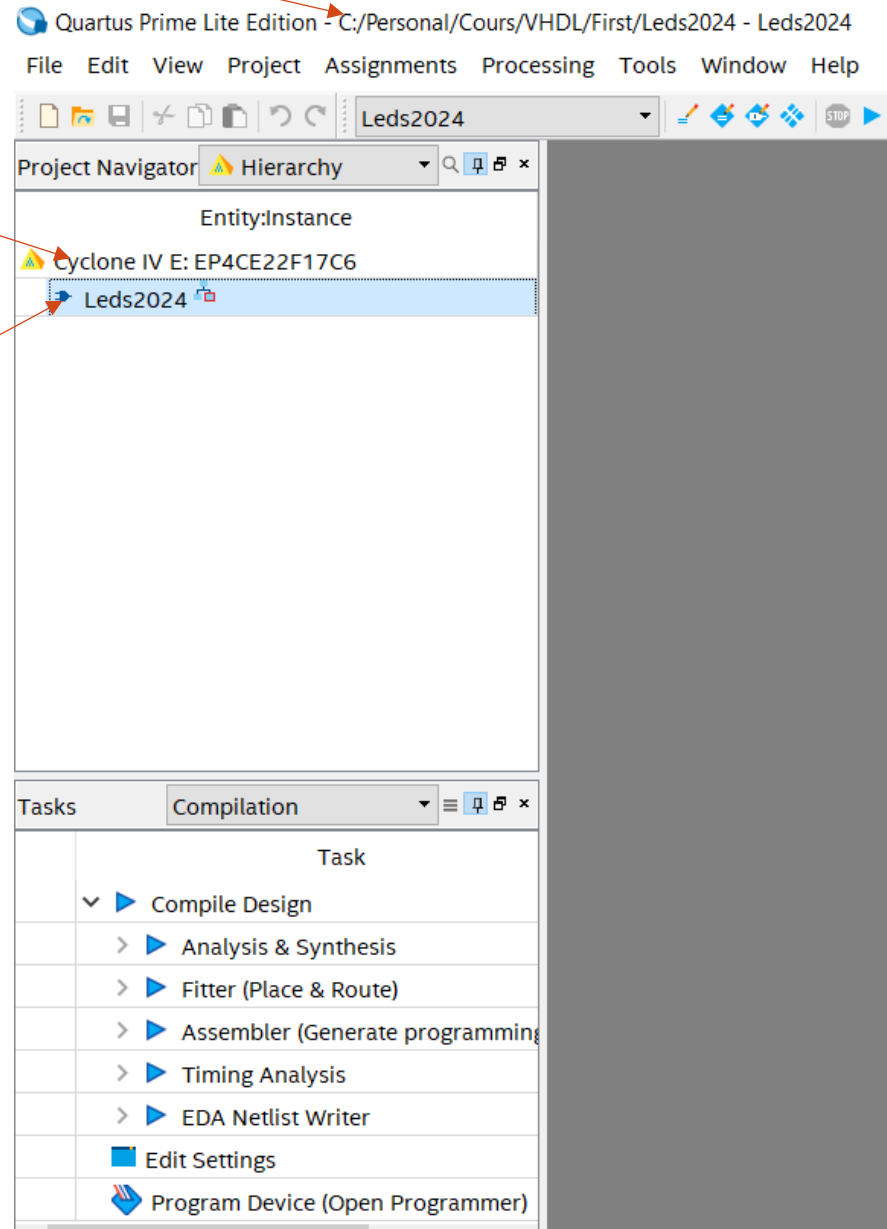 Quartus Prime Lite Edition - C:/Personal/Cours/VHDL/First/Leds2024 - Leds2024
File Edit View Project Assignments Processing Tools Window Help
Leds2024 STOP
Project Navigator Hierarchy
Entity:Instance
Cyclone IV E: EP4CE22F17C6
Leds2024
Tasks Compilation
Task
Compile Design
Analysis & Synthesis
Fitter (Place & Route)
Assembler (Generate programming
Timing Analysis
EDA Netlist Writer
Edit Settings
Program Device (Open Programmer)